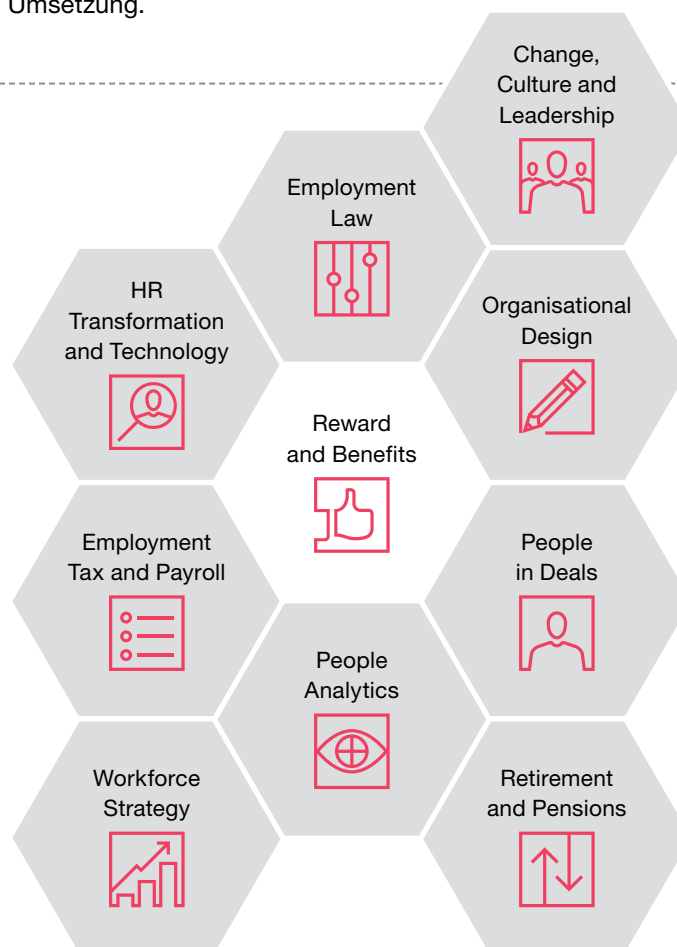 Umsetzung.
Change,
Culture and
Leadership
Employment
Law
HR
Transformation
and Technology
Organisational
Design
Reward
and Benefits
Employment
Tax and Payroll
People
in Deals
People
Analytics
Workforce
Strategy
Retirement
and Pensions